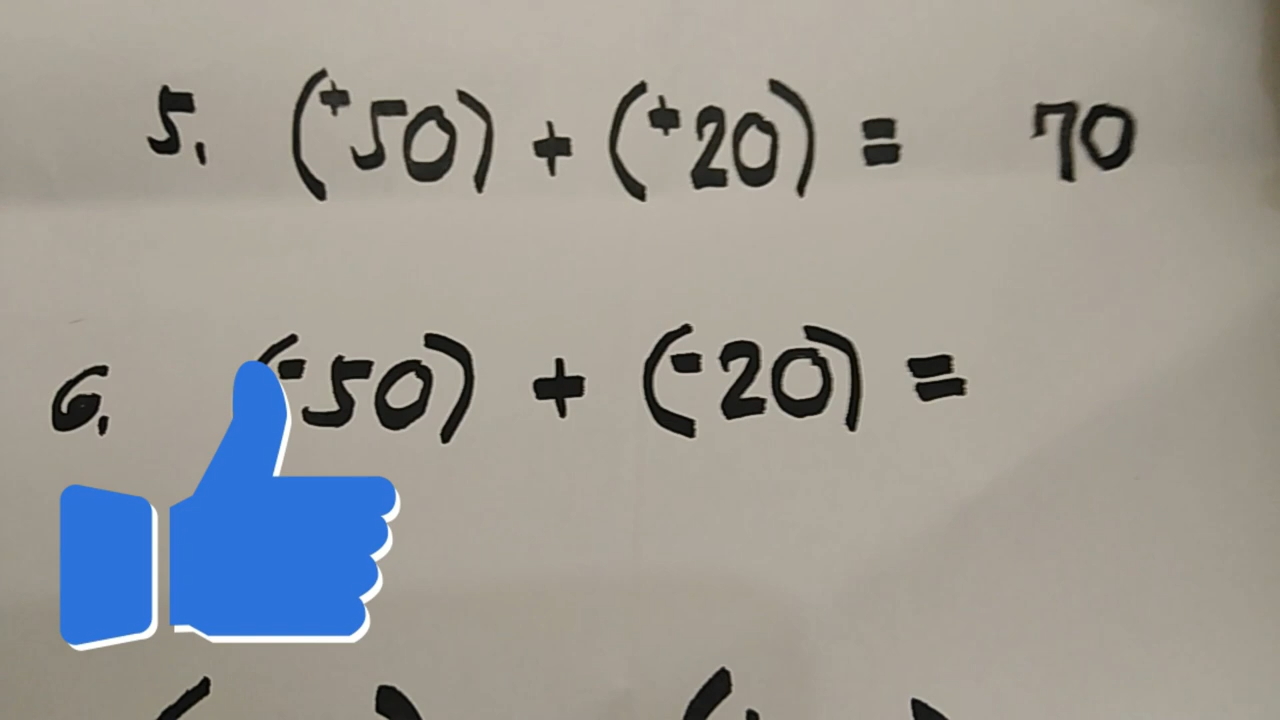 5. (+50) + (+20) = 70
6. (-50) + (-20) =